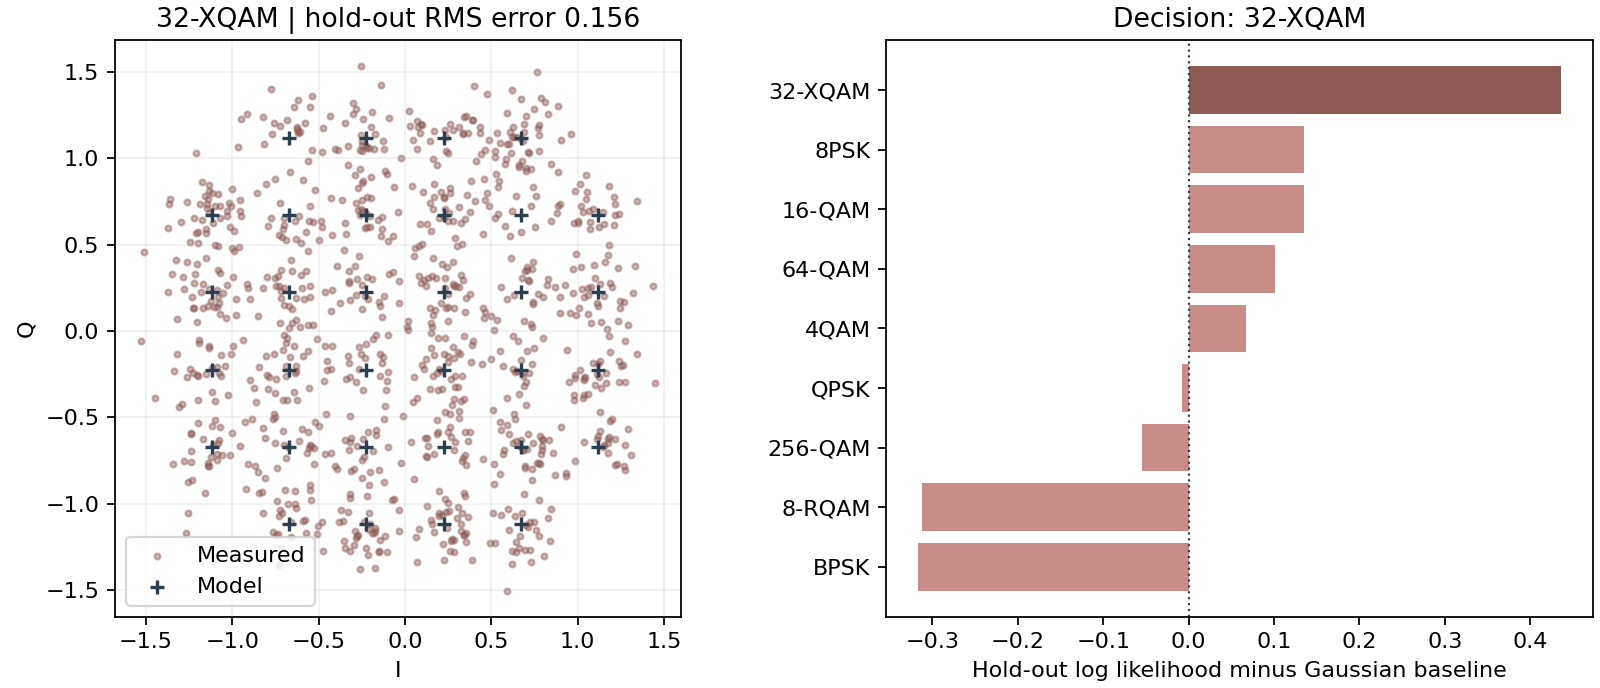 32-XQAM | hold-out RMS error 0.156
1.5
1.0
0.5
0.0
−0.5
−1.0
−1.5
Q
Measured
Model
−1.5
−1.0
−0.5
0.0
0.5
1.0
1.5
I
Decision: 32-XQAM
32-XQAM
8PSK
16-QAM
64-QAM
4QAM
QPSK
256-QAM
8-RQAM
BPSK
−0.3
−0.2
−0.1
0.0
0.1
0.2
0.3
0.4
Hold-out log likelihood minus Gaussian baseline